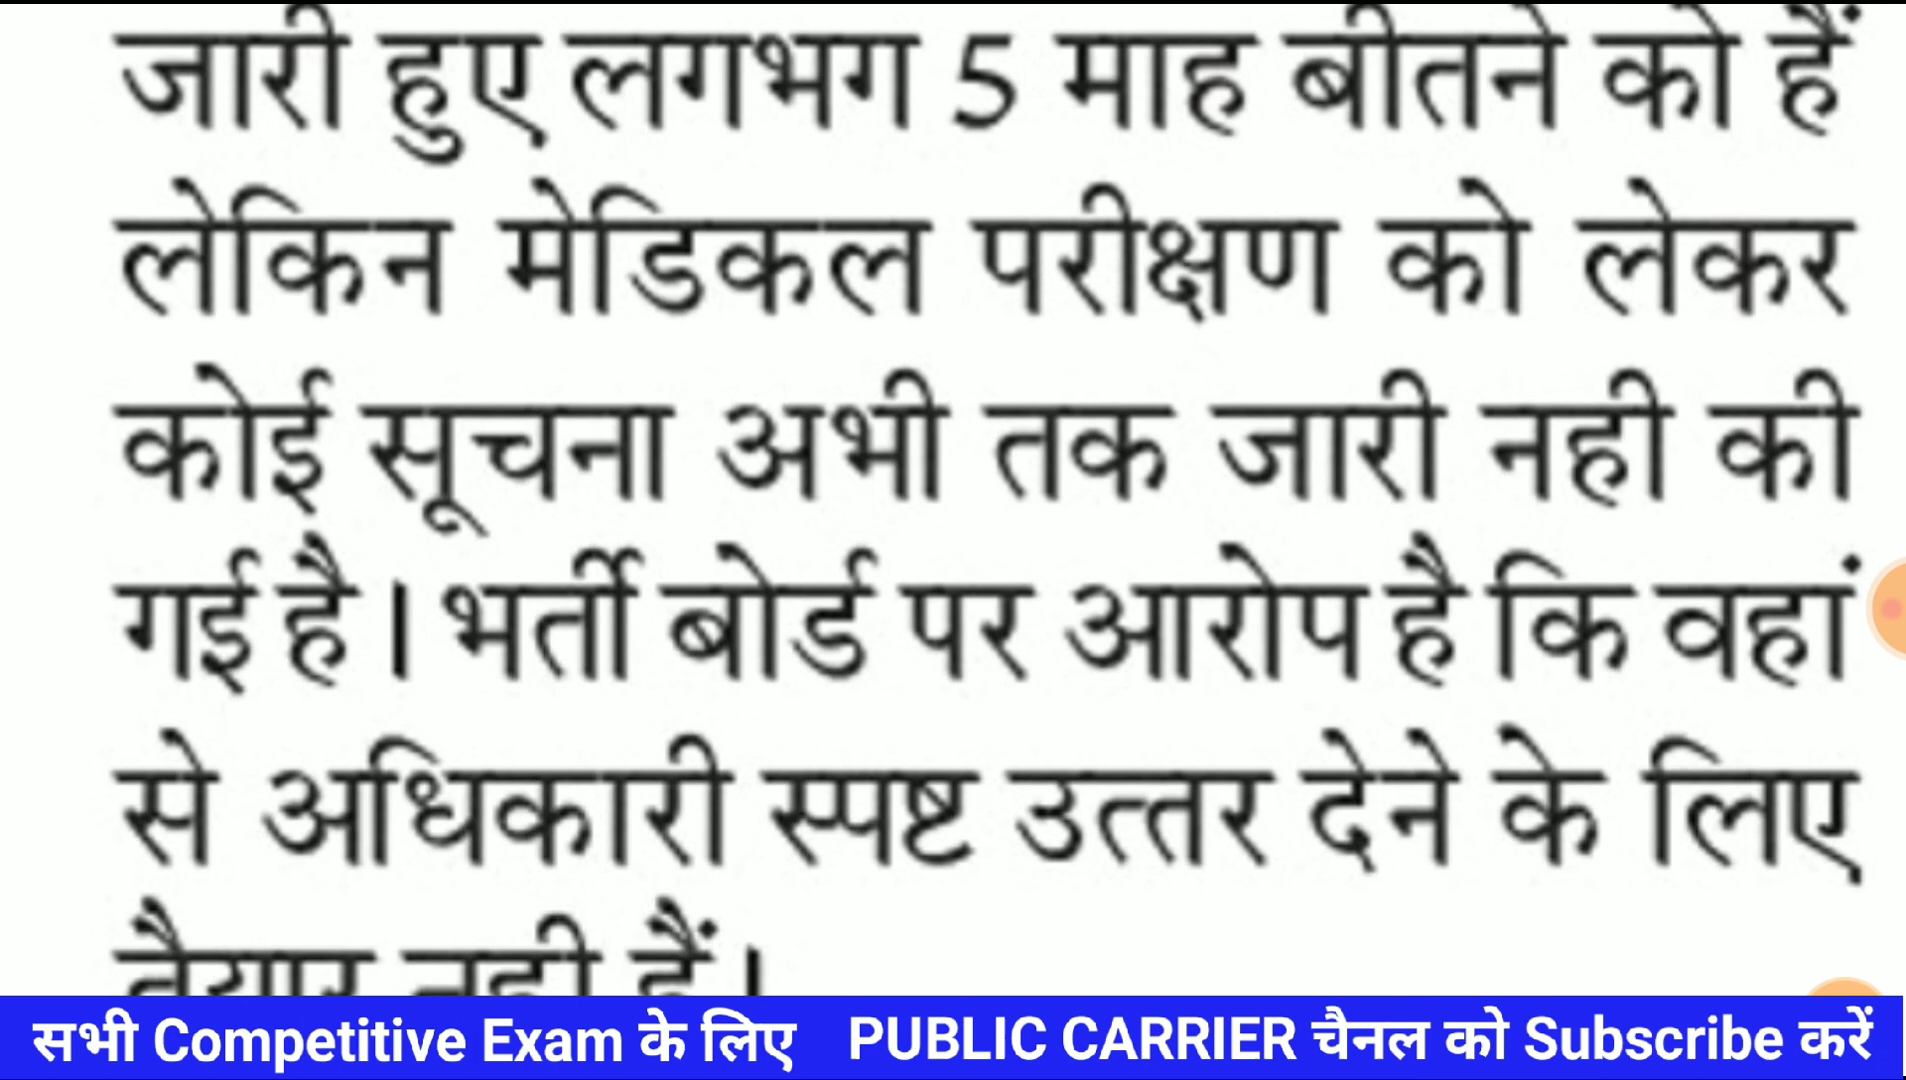 जारी हुए लगभग 5 माह बीतने को हैं
लेकिन मेडिकल परीक्षण को लेकर
कोई सूचना अभी तक जारी नही की
गई है । भर्ती बोर्ड पर आरोप है कि वहां
से अधिकारी स्पष्ट उत्तर देने के लिए
तैयार नही हैं ।
सभी Competitive Exam के लिए PUBLIC CARRIER चैनल को Subscribe करें